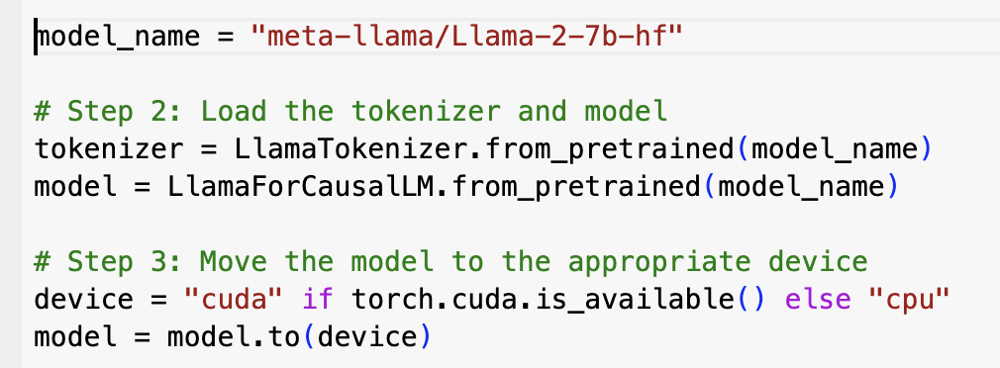 model_name = "meta-llama/Llama-2-7b-hf"
# Step 2: Load the tokenizer and model
tokenizer = LlamaTokenizer.from_pretrained(model_name)
model = LlamaForCausalLM.from_pretrained(model_name)
# Step 3: Move the model to the appropriate device
device = "cuda" if torch.cuda.is_available() else "cpu"
model = model.to(device)